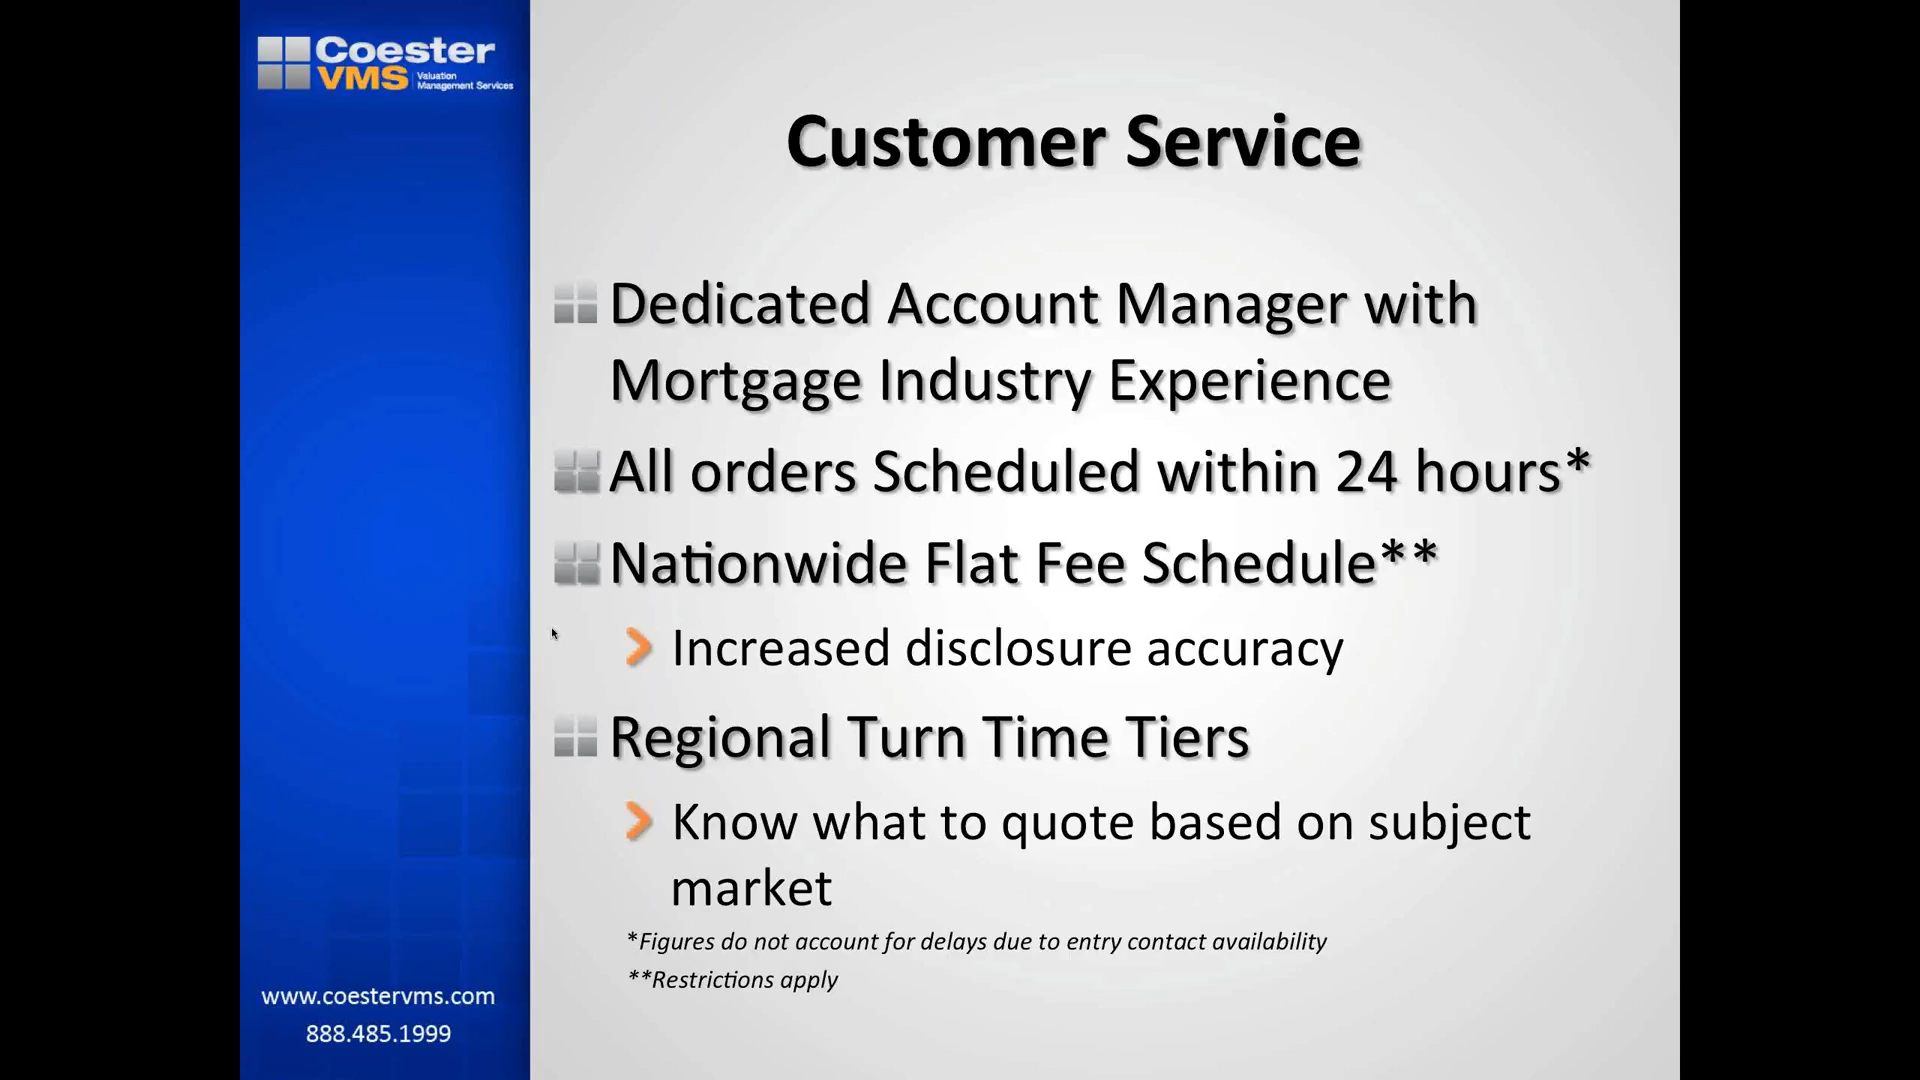 Coester
VMS
Valuation
Management Services
Customer Service
Dedicated Account Manager with
Mortgage Industry Experience
All orders Scheduled within 24 hours*
Nationwide Flat Fee Schedule**
Increased disclosure accuracy
Regional Turn Time Tiers
Know what to quote based on subject
market
*Figures do not account for delays due to entry contact availability
**Restrictions apply
www.coestervms.com
888.485.1999